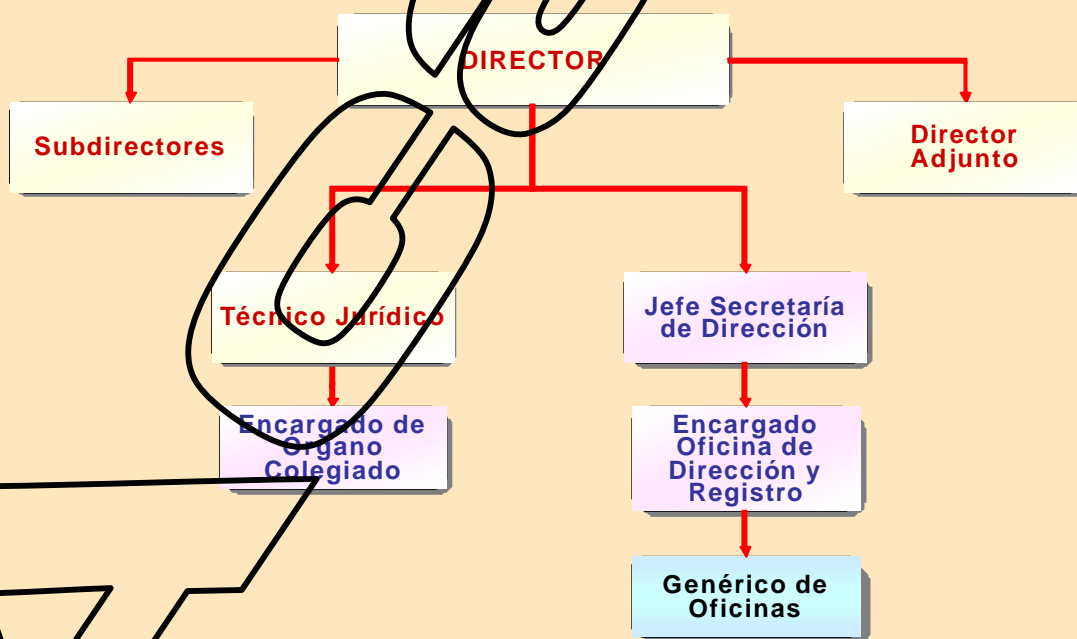 DIRECTOR
Subdirectores
Director
Adjunto
Técnico Jurídico
Jefe Secretaría
de Dirección
Encargado de
Órgano
Colegiado
Encargado
Oficina de
Dirección y
Registro
Genérico de
Oficinas